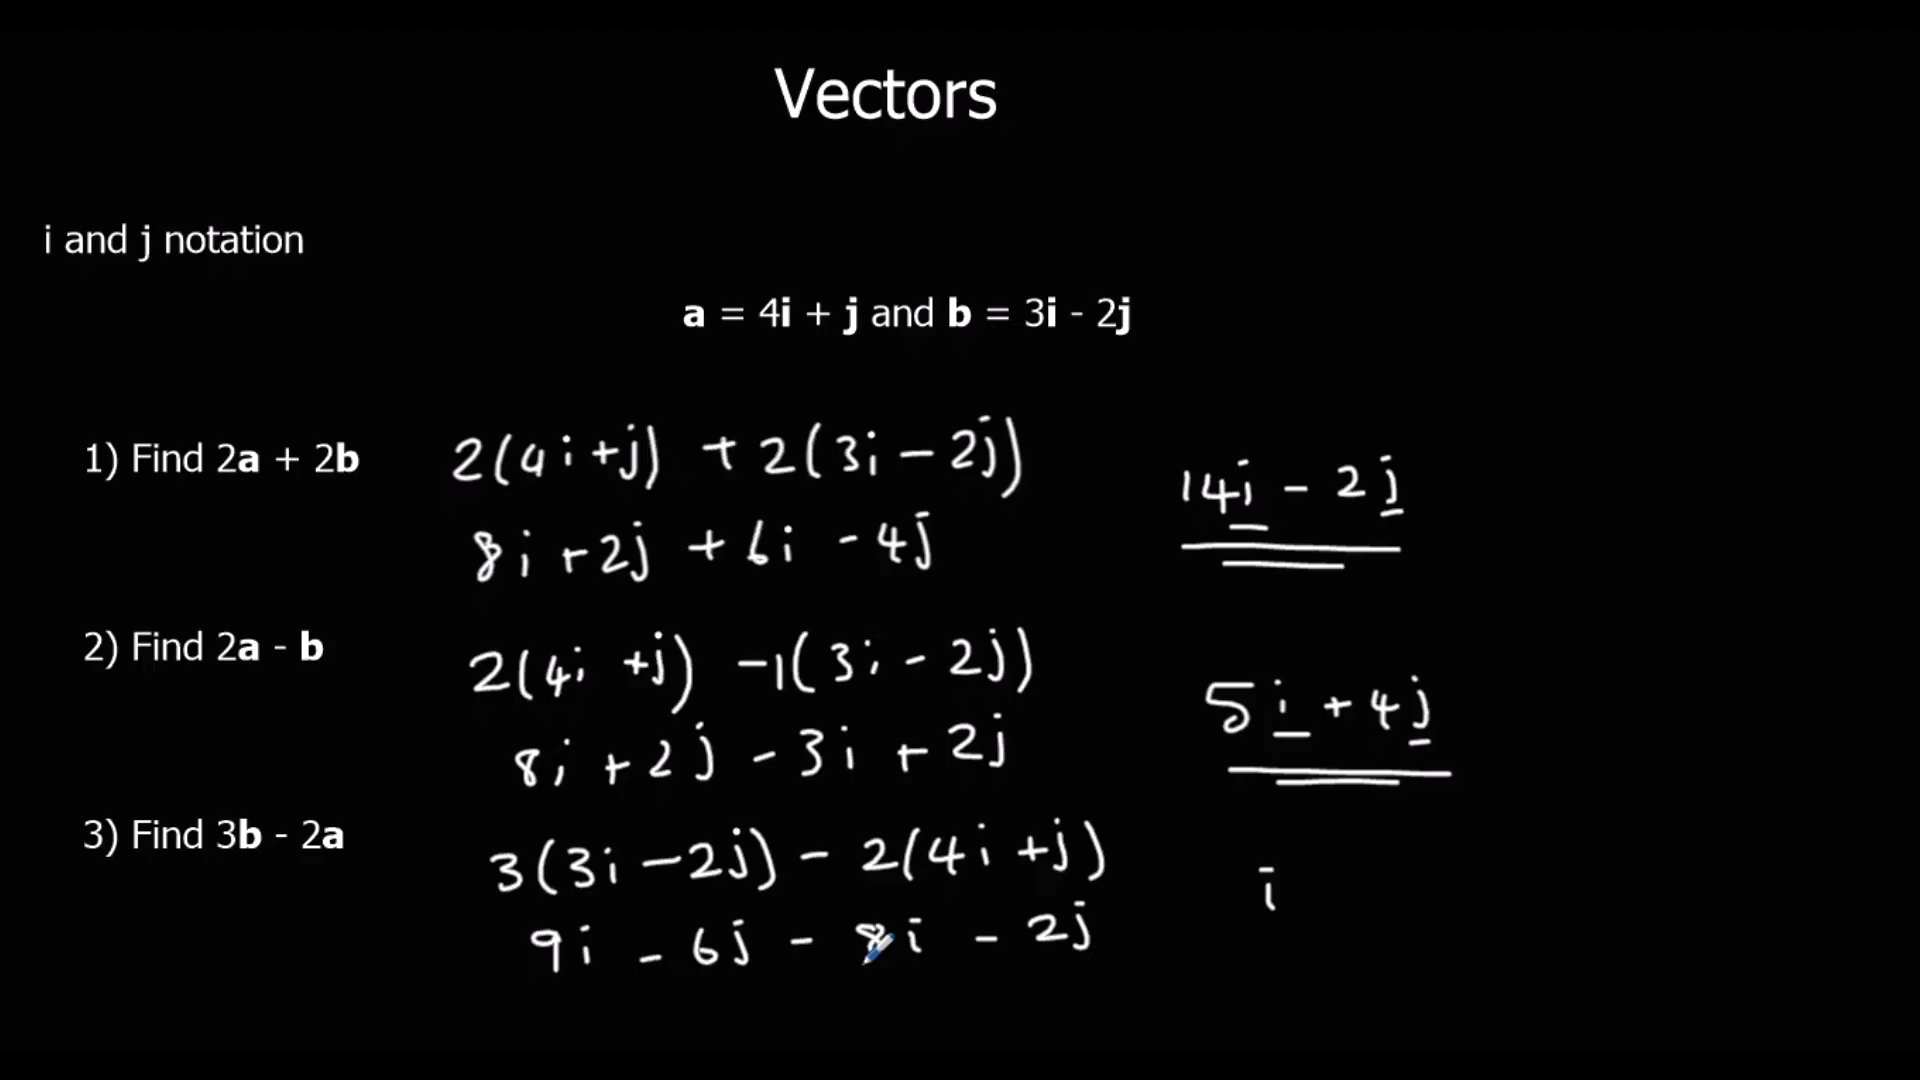 Vectors
i and j notation
a = 4i + j and b = 3i - 2j
1) Find 2a + 2b
2(4i+j) + 2(3i - 2j)
8i + 2j + 6i - 4j
14i - 2j
2) Find 2a - b
2(4i +j) -1(3i - 2j)
8i + 2j - 3i + 2j
5i + 4j
3) Find 3b - 2a
3(3i - 2j) - 2(4i +j)
9i - 6j - 8i - 2j
i